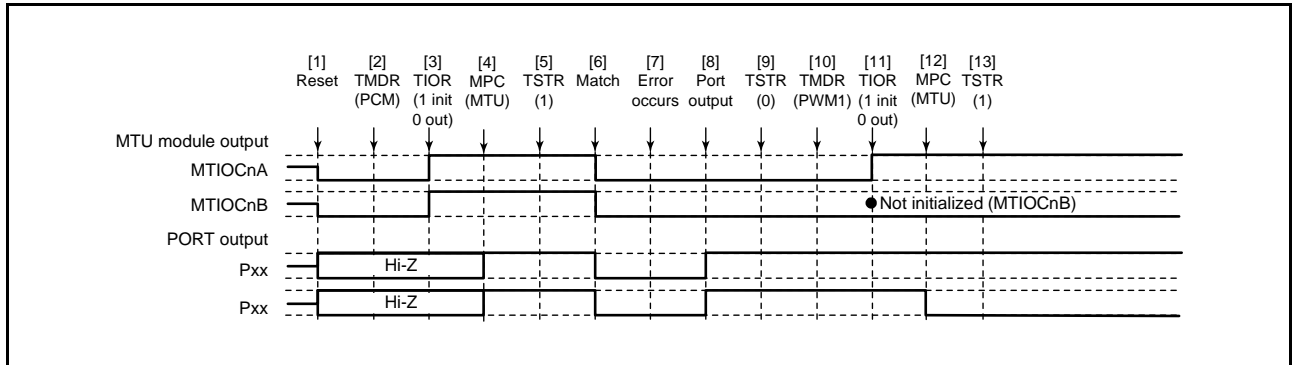 [1] [2] [3] [4] [5] [6] [7] [8] [9] [10] [11] [12] [13]
Reset TMDR TIOR MPC TSTR Match Error Port TSTR TMDR TIOR MPC TSTR
(PCM) (1 init (MTU) (1) occurs output (0) (PWM1) (1 init (MTU) (1)
0 out) 0 out)
MTU module output
MTIOCnA
MTIOCnB
Not initialized (MTIOCnB)
PORT output
Pxx
Hi-Z
Pxx
Hi-Z